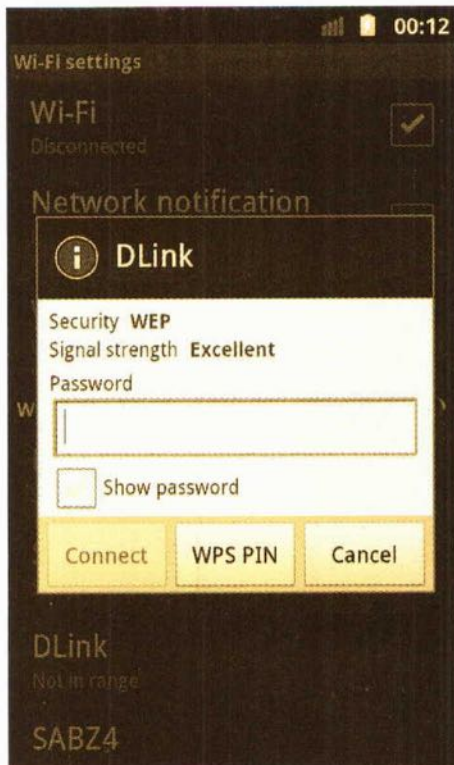 00:12
Wi-Fi settings
Wi-Fi
Disconnected
Network notification
DLink
Security WEP
Signal strength Excellent
Password
W
Show password
Connect WPS PIN Cancel
DLink
Not in range
SABZ4